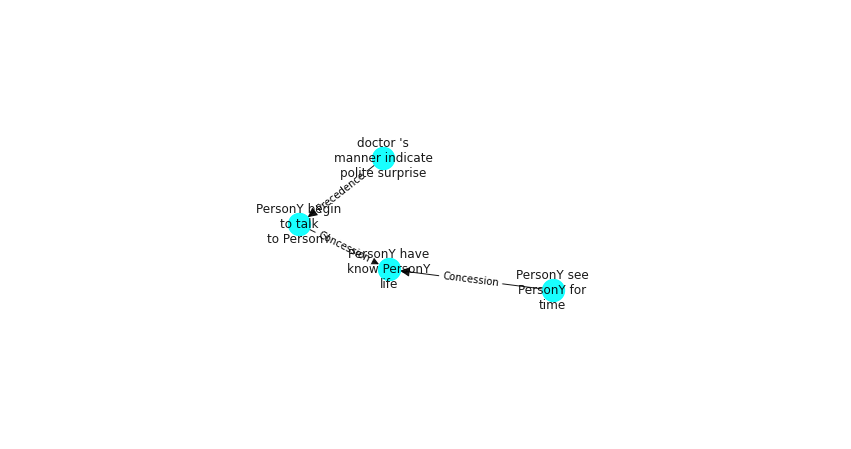 doctor 's
manner indicate
polite surprise
Precedence
PersonY begin
to talk
to PersonY
Concession
PersonY have
know PersonY
life
Concession
PersonY see
PersonY for
time